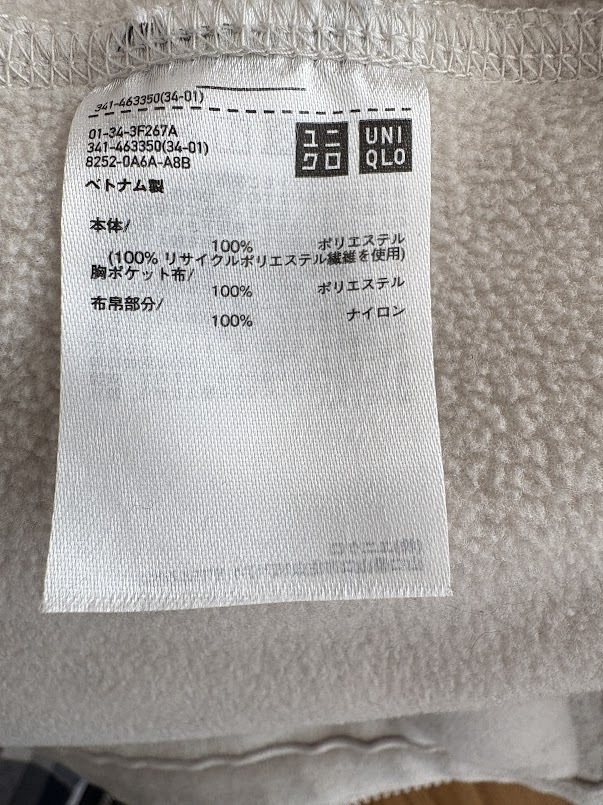 341-463350(34-01)
01-34-3F267A
341-463350(34-01)
8252-0A6A-A8B
ユニ
クロ
UNI
QLO
ベトナム製
本体/
100% ポリエステル
(100% リサイクルポリエステル繊維を使用)
胸ポケット布/
100% ポリエステル
布帛部分/
100% ナイロン